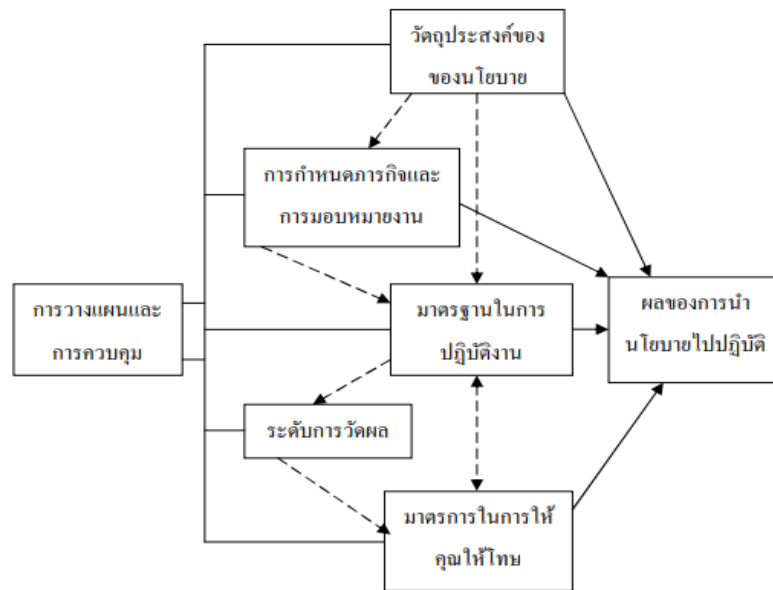 วัตถุประสงค์ของ
ของนโยบาย
การกำหนดภารกิจและ
การมอบหมายงาน
การวางแผนและ
การควบคุม
มาตรฐานในการ
ปฏิบัติงาน
ผลของการนำ
นโยบายไปปฏิบัติ
ระดับการวัดผล
มาตรการในการให้
คุณให้โทษ